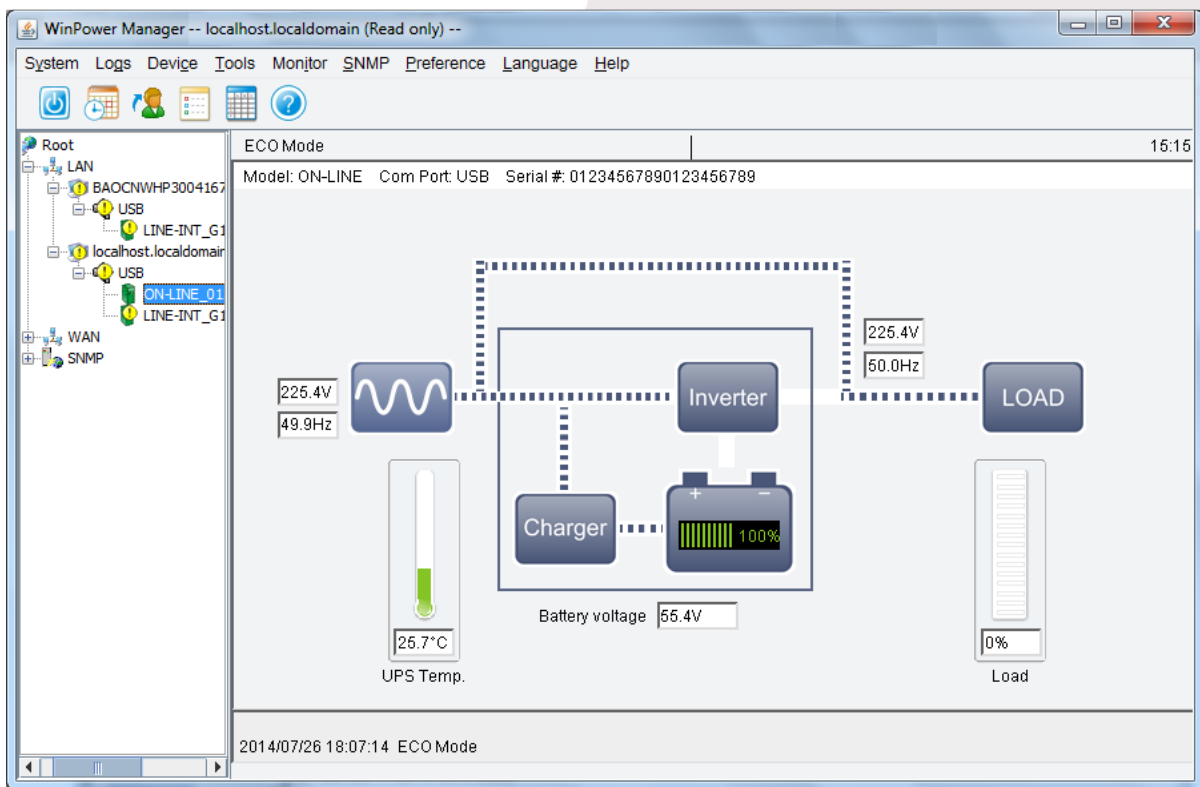 WinPower Manager -- localhost.localdomain (Read only) --
System Logs Device Tools Monitor SNMP Preference Language Help
Root
LAN
BAOCNWHP3004167
USB
LINE-INT_G1
localhost.localdomain
USB
ON-LINE_01
LINE-INT_G1
WAN
SNMP
ECO Mode 15:15
Model: ON-LINE Com Port: USB Serial #: 01234567890123456789
225.4V
50.0Hz
225.4V
49.9Hz
Inverter
LOAD
Charger
+ −
100%
Battery voltage 55.4V
25.7°C
UPS Temp.
0%
Load
2014/07/26 18:07:14 ECO Mode